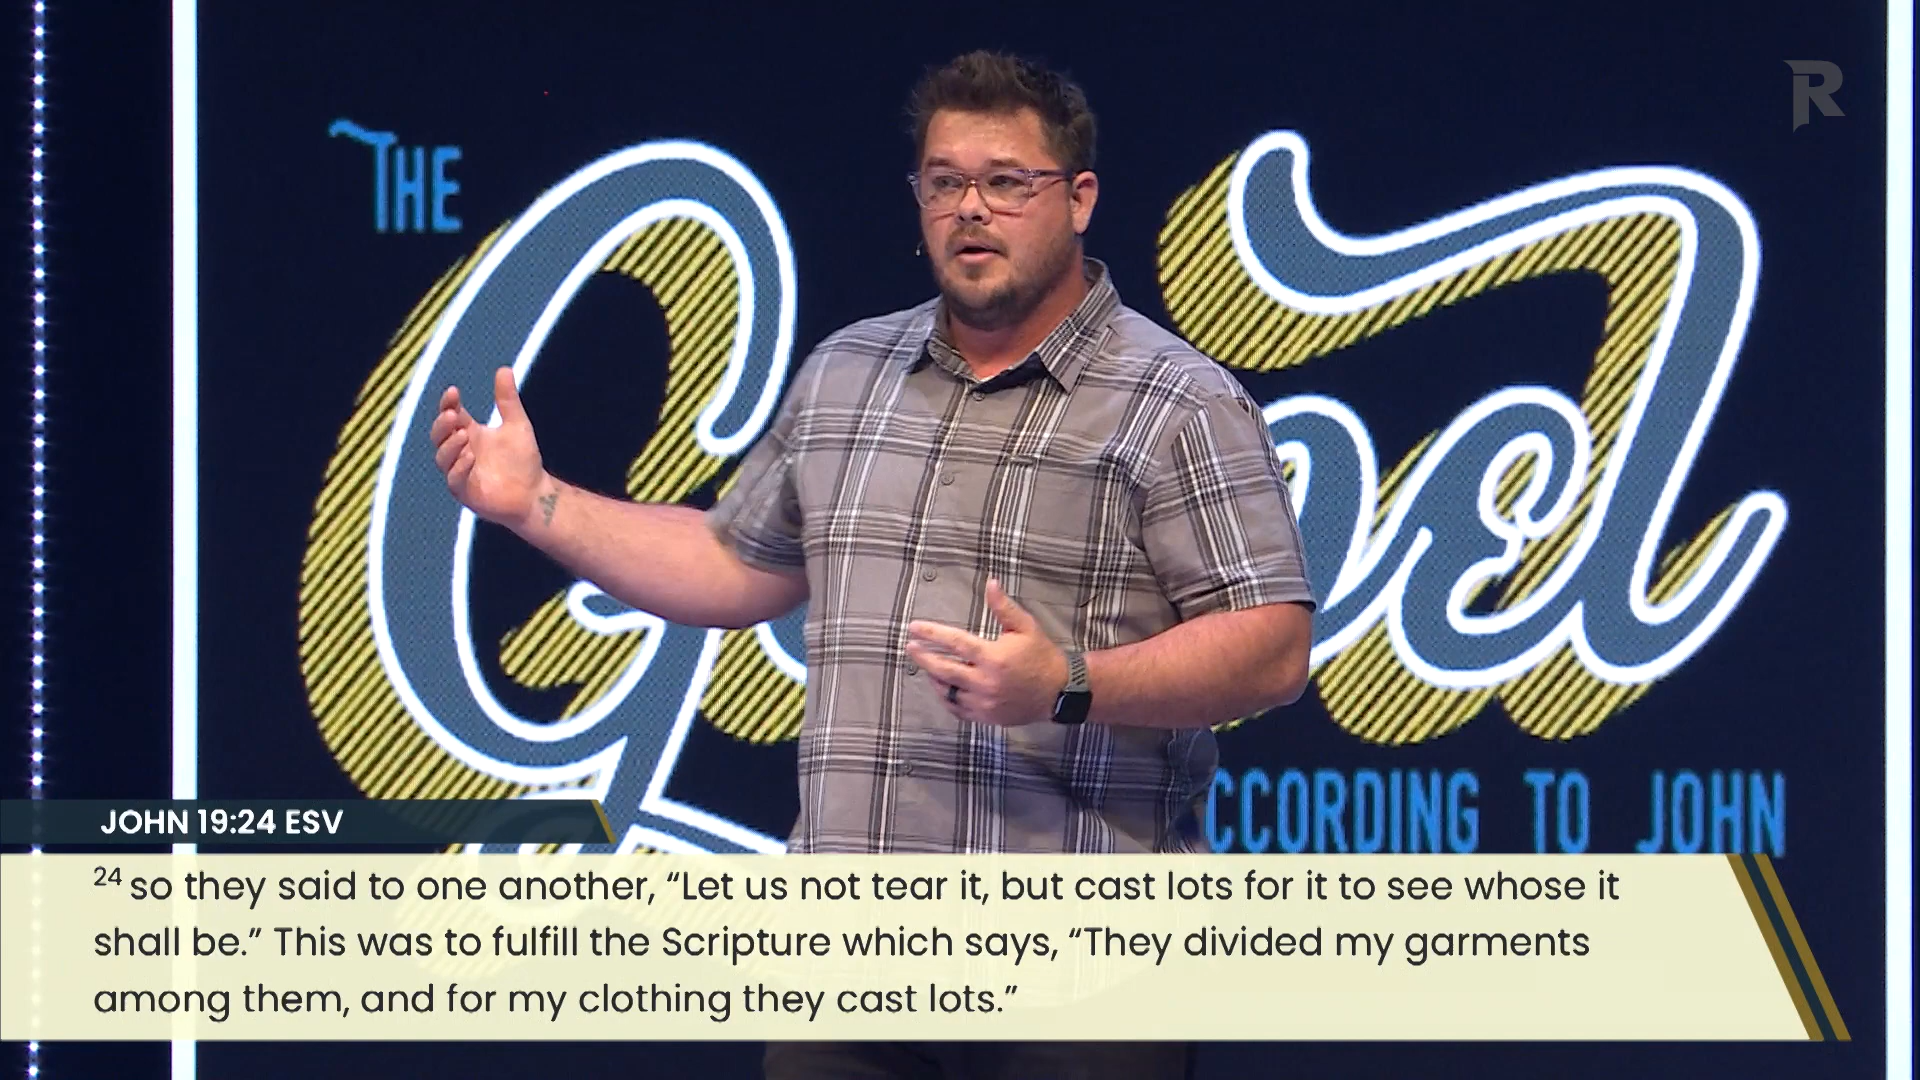 R
THE
Gospel
CCORDING TO JOHN
JOHN 19:24 ESV
24 so they said to one another, “Let us not tear it, but cast lots for it to see whose it
shall be.” This was to fulfill the Scripture which says, “They divided my garments
among them, and for my clothing they cast lots.”